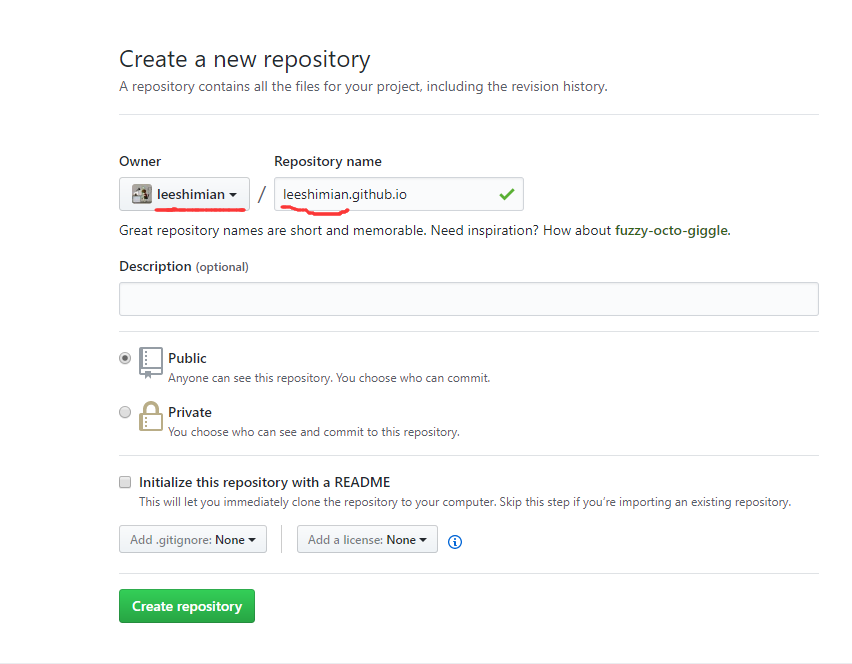 Create a new repository
A repository contains all the files for your project, including the revision history.
Owner
Repository name
leeshimian
/
leeshimian.github.io
Great repository names are short and memorable. Need inspiration? How about fuzzy-octo-giggle.
Description (optional)
Public
Anyone can see this repository. You choose who can commit.
Private
You choose who can see and commit to this repository.
Initialize this repository with a README
This will let you immediately clone the repository to your computer. Skip this step if you’re importing an existing repository.
Add .gitignore: None
Add a license: None
Create repository